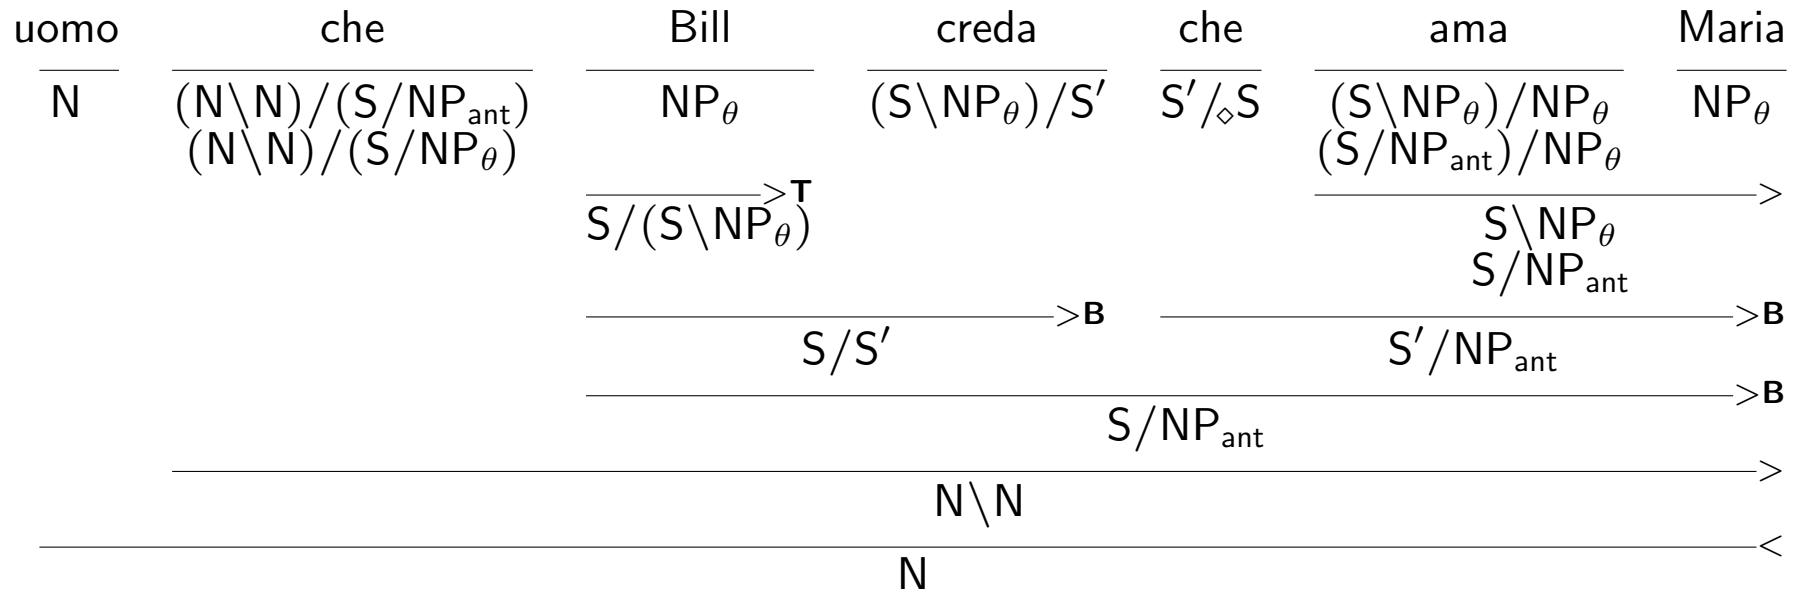 uomo che Bill creda che ama Maria
N (N\N)/(S/NP_ant) NP_θ (S\NP_θ)/S′ S′/_⋄S (S\NP_θ)/NP_θ NP_θ
(N\N)/(S/NP_θ) (S/NP_ant)/NP_θ
>T >
S/(S\NP_θ) S\NP_θ
S/NP_ant
>B >B
S/S′ S′/NP_ant
>B
S/NP_ant
>
N\N
<
N